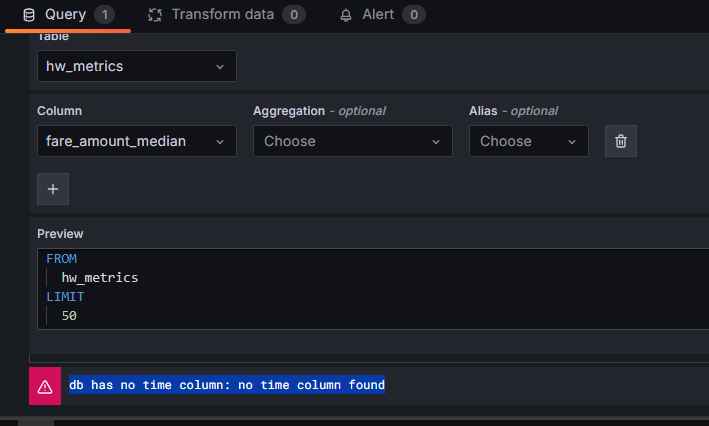 Query 1 Transform data 0 Alert 0
Table
hw_metrics
Column Aggregation - optional Alias - optional
fare_amount_median Choose Choose
+
Preview
FROM
hw_metrics
LIMIT
50
db has no time column: no time column found